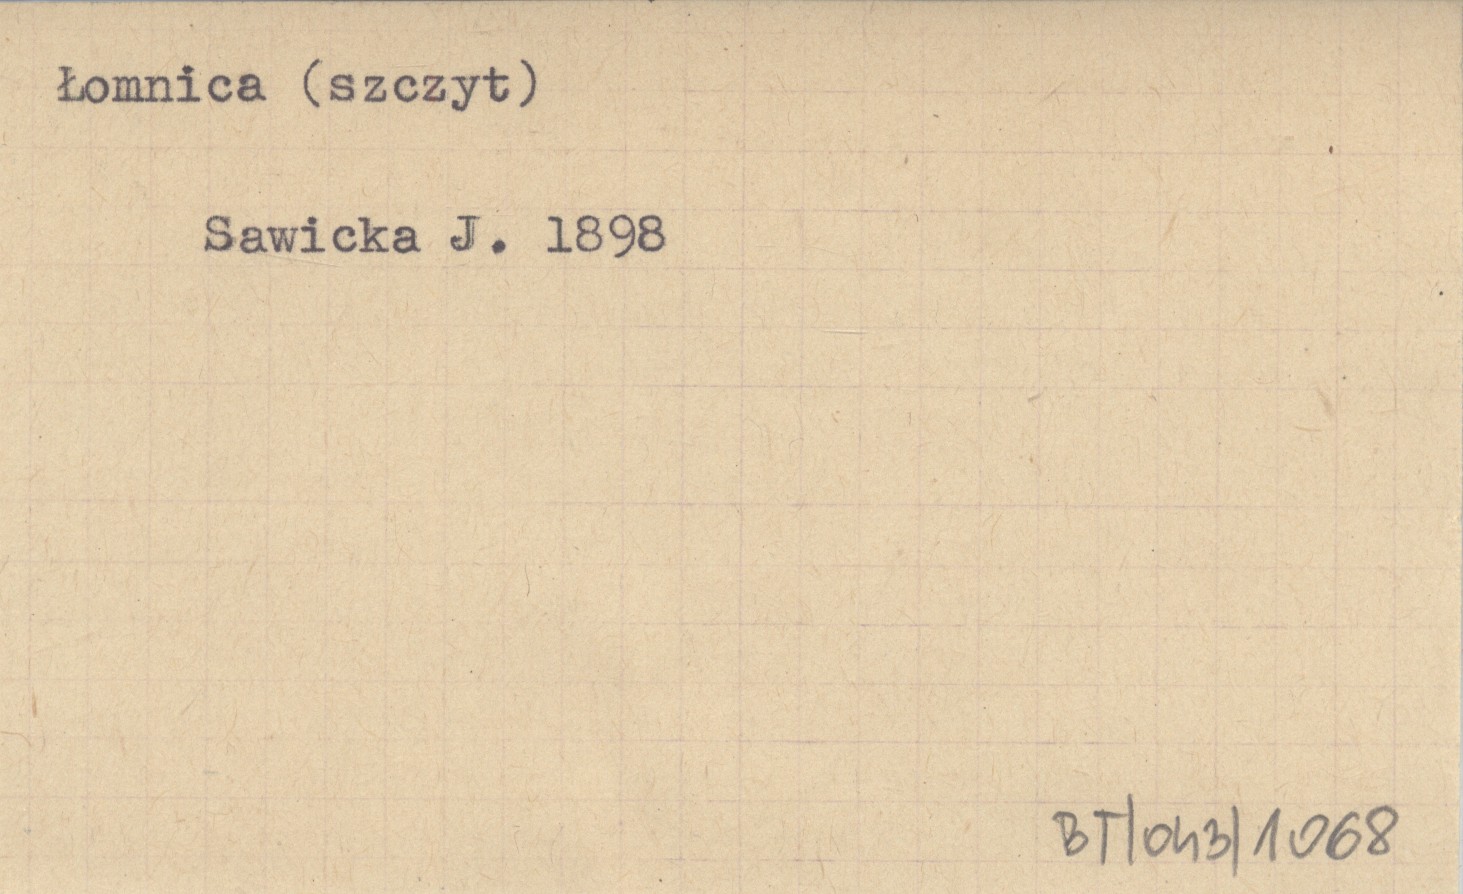 Łomnica (szczyt)
Sawicka J. 1898
BT/043/1068